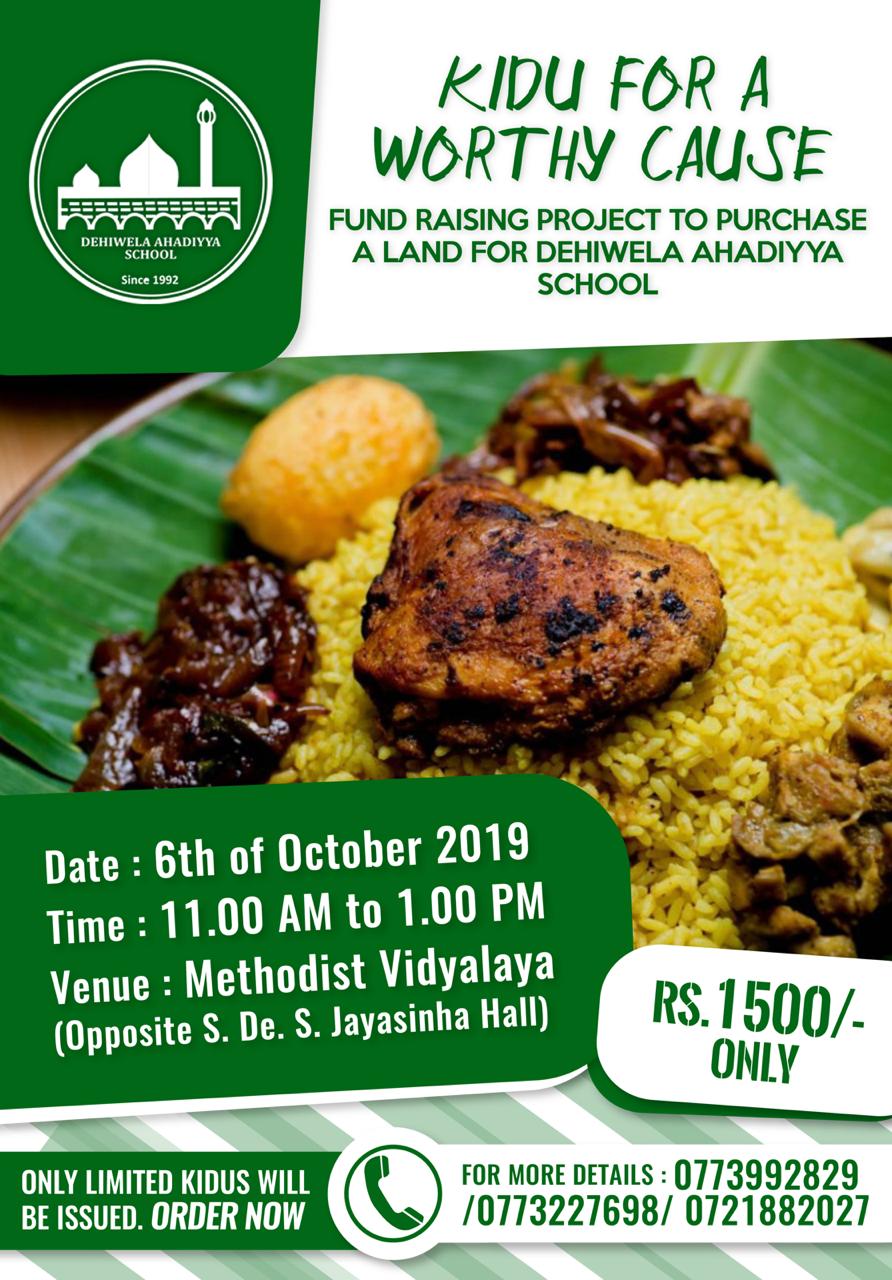 DEHIWELA AHADIYYA
SCHOOL
Since 1992
KIDU FOR A
WORTHY CAUSE
FUND RAISING PROJECT TO PURCHASE
A LAND FOR DEHIWELA AHADIYYA
SCHOOL
Date : 6th of October 2019
Time : 11.00 AM to 1.00 PM
Venue : Methodist Vidyalaya
(Opposite S. De. S. Jayasinha Hall)
RS.1500/-
ONLY
ONLY LIMITED KIDUS WILL
BE ISSUED. ORDER NOW
FOR MORE DETAILS : 0773992829
/0773227698/ 0721882027